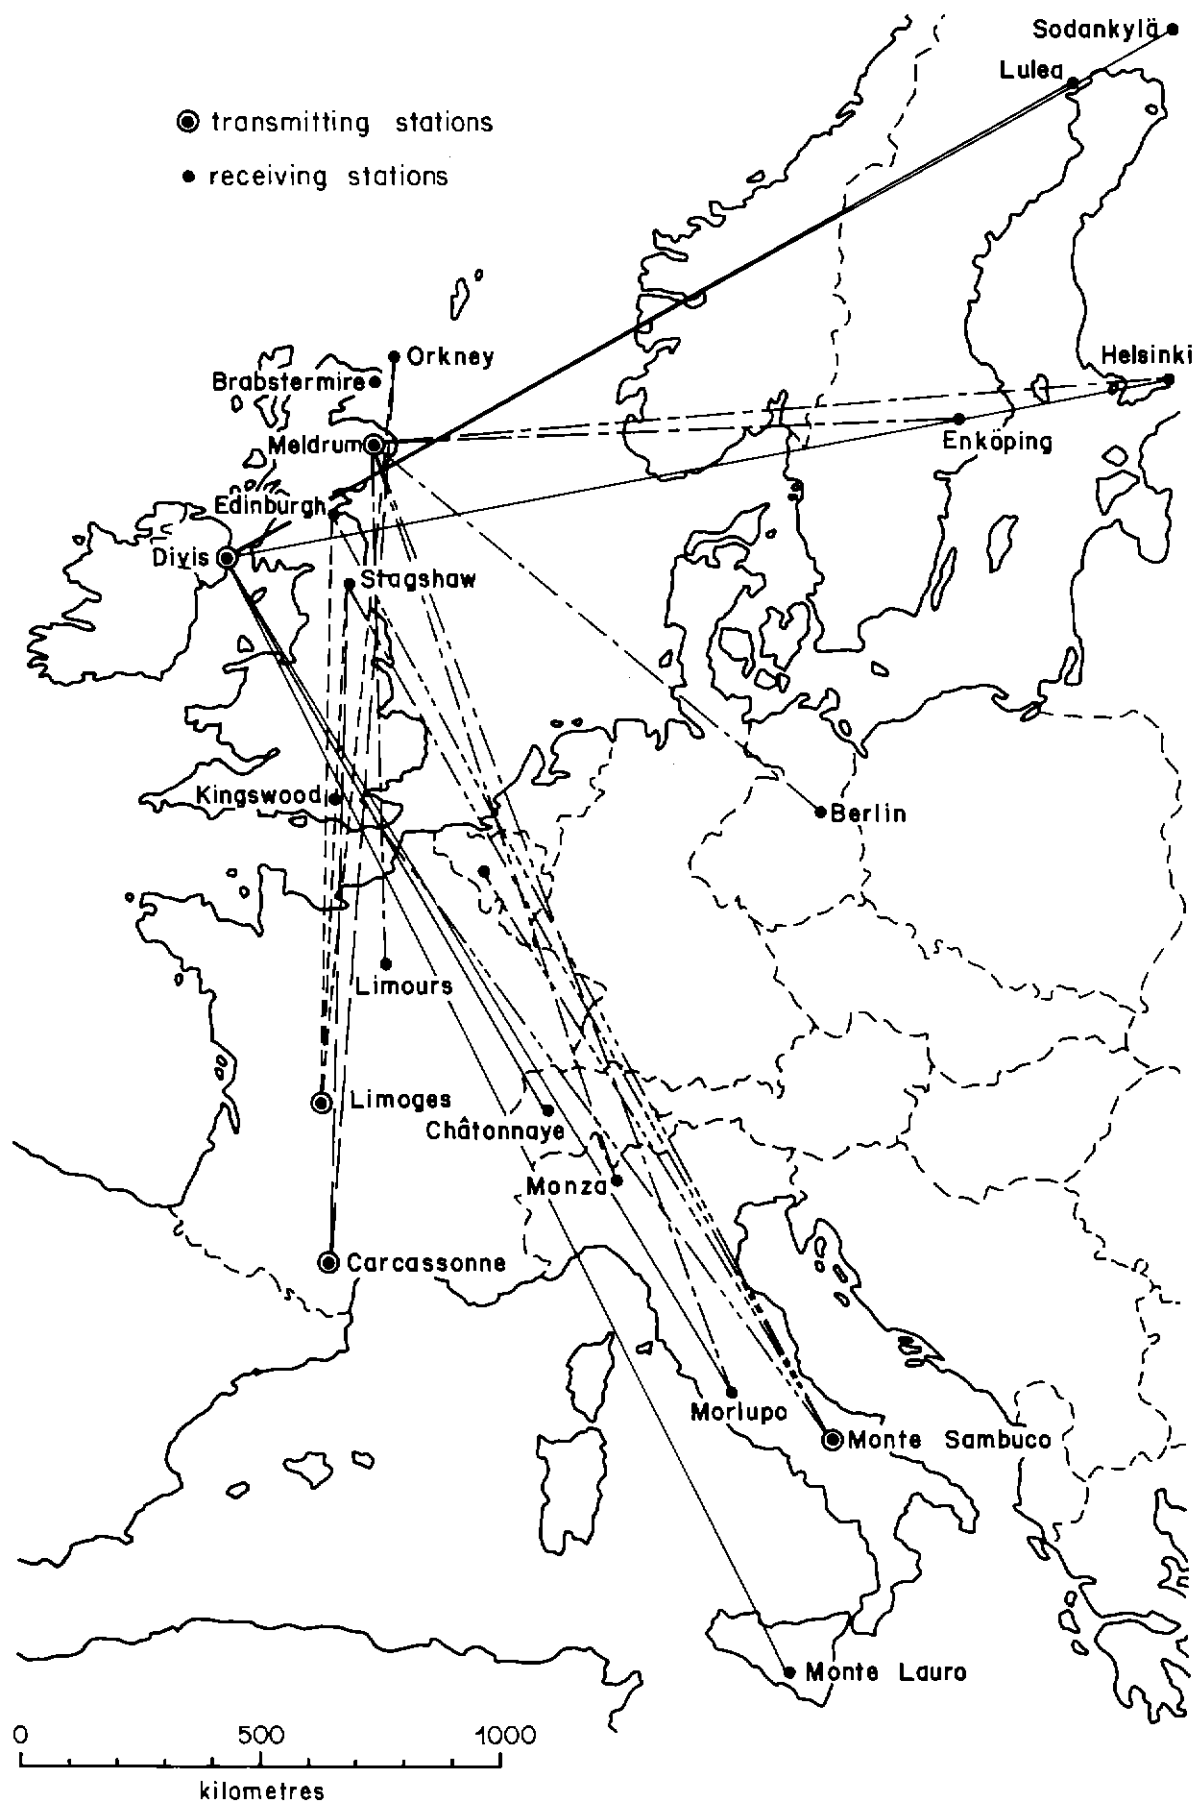 Sodankylä
Lulea
transmitting stations
receiving stations
Orkney
Helsinki
Brabstermire
Meldrum
Enköping
Edinburgh
Divis
Stagshaw
Kingswood
Berlin
Limours
Limoges
Châtonnaye
Monza
Carcassonne
Morlupo
Monte Sambuco
Monte Lauro
0 500 1000
kilometres